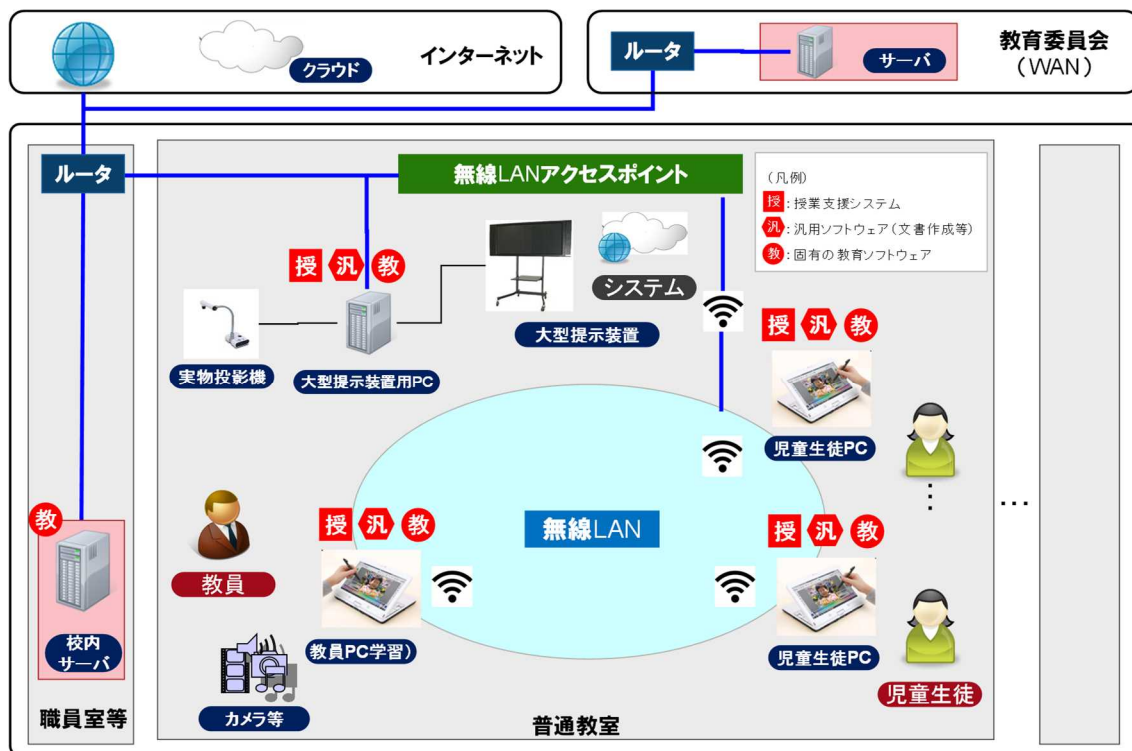 クラウド
インターネット
ルータ
サーバ
教育委員会
(WAN)
ルータ
無線LANアクセスポイント
(凡例)
授:授業支援システム
汎:汎用ソフトウェア(文書作成等)
教:固有の教育ソフトウェア
授 汎 教
システム
実物投影機
大型提示装置用PC
大型提示装置
授 汎 教
児童生徒PC
⋮
…
教
校内
サーバ
教員
授 汎 教
教員PC学習)
無線LAN
授 汎 教
児童生徒PC
児童生徒
カメラ等
職員室等
普通教室